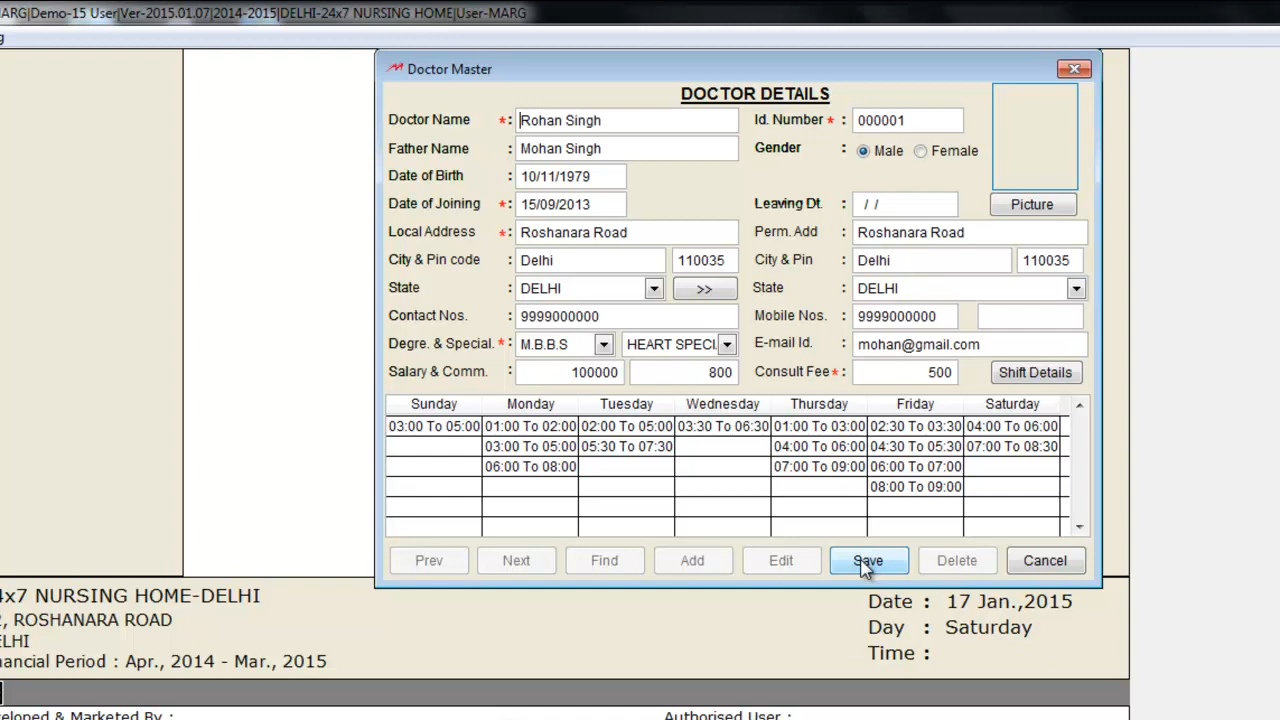 MARG|Demo-15 User|Ver-2015.01.07|2014-2015|DELHI-24x7 NURSING HOME|User-MARG
g
Doctor Master
DOCTOR DETAILS
Doctor Name *: Rohan Singh Id. Number * : 000001
Father Name : Mohan Singh Gender : Male Female
Date of Birth : 10/11/1979
Date of Joining *: 15/09/2013 Leaving Dt. : / / Picture
Local Address *: Roshanara Road Perm. Add : Roshanara Road
City & Pin code : Delhi 110035 City & Pin : Delhi 110035
State : DELHI >> State : DELHI
Contact Nos. : 9999000000 Mobile Nos. : 9999000000
Degre. & Special. *: M.B.B.S HEART SPECI. E-mail Id. : mohan@gmail.com
Salary & Comm. : 100000 800 Consult Fee * : 500 Shift Details
Sunday Monday Tuesday Wednesday Thursday Friday Saturday
03:00 To 05:00 01:00 To 02:00 02:00 To 05:00 03:30 To 06:30 01:00 To 03:00 02:30 To 03:30 04:00 To 06:00
03:00 To 05:00 05:30 To 07:30 04:00 To 06:00 04:30 To 05:30 07:00 To 08:30
06:00 To 08:00 07:00 To 09:00 06:00 To 07:00
08:00 To 09:00
Prev Next Find Add Edit Save Delete Cancel
4x7 NURSING HOME-DELHI
2, ROSHANARA ROAD
ELHI
nancial Period : Apr., 2014 - Mar., 2015
Date : 17 Jan.,2015
Day : Saturday
Time :
veloped & Marketed By : Authorised User :